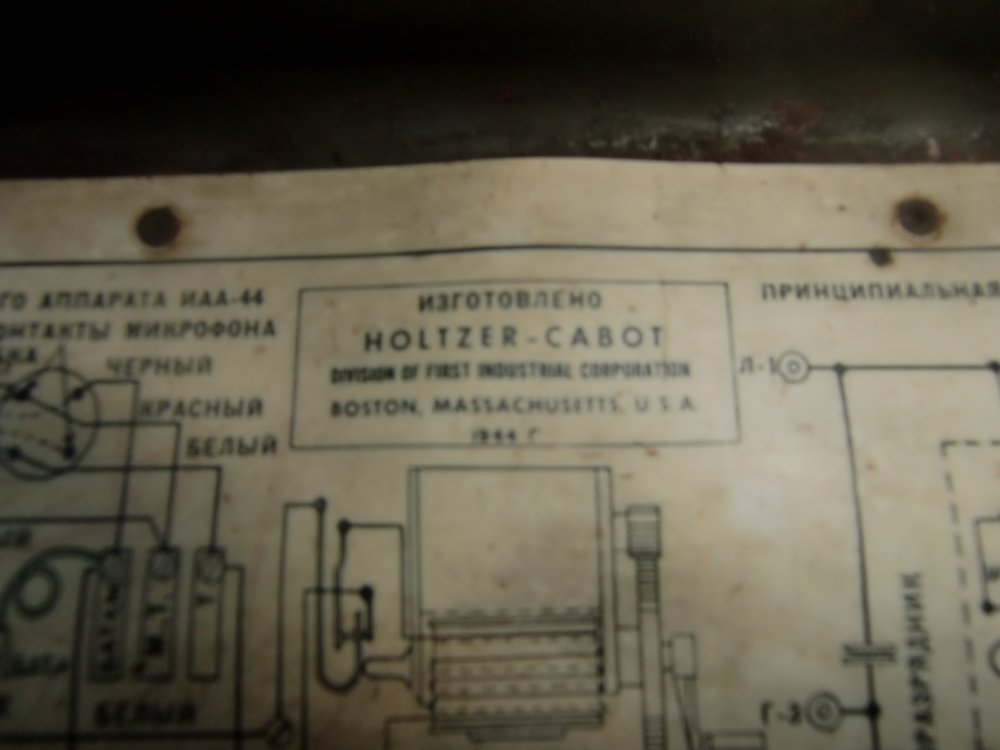 ГО АППАРАТА ИАА-44
ОНТАКТЫ МИКРОФОНА
ЧЕРНЫЙ
КРАСНЫЙ
БЕЛЫЙ
ИЗГОТОВЛЕНО
HOLTZER-CABOT
DIVISION OF FIRST INDUSTRIAL CORPORATION
BOSTON, MASSACHUSETTS, U.S.A.
1944 Г
ПРИНЦИПИАЛЬНАЯ
Л-1
М.Т.
Т
БЕЛЫЙ
РАЗРЯДНИК
Г-3